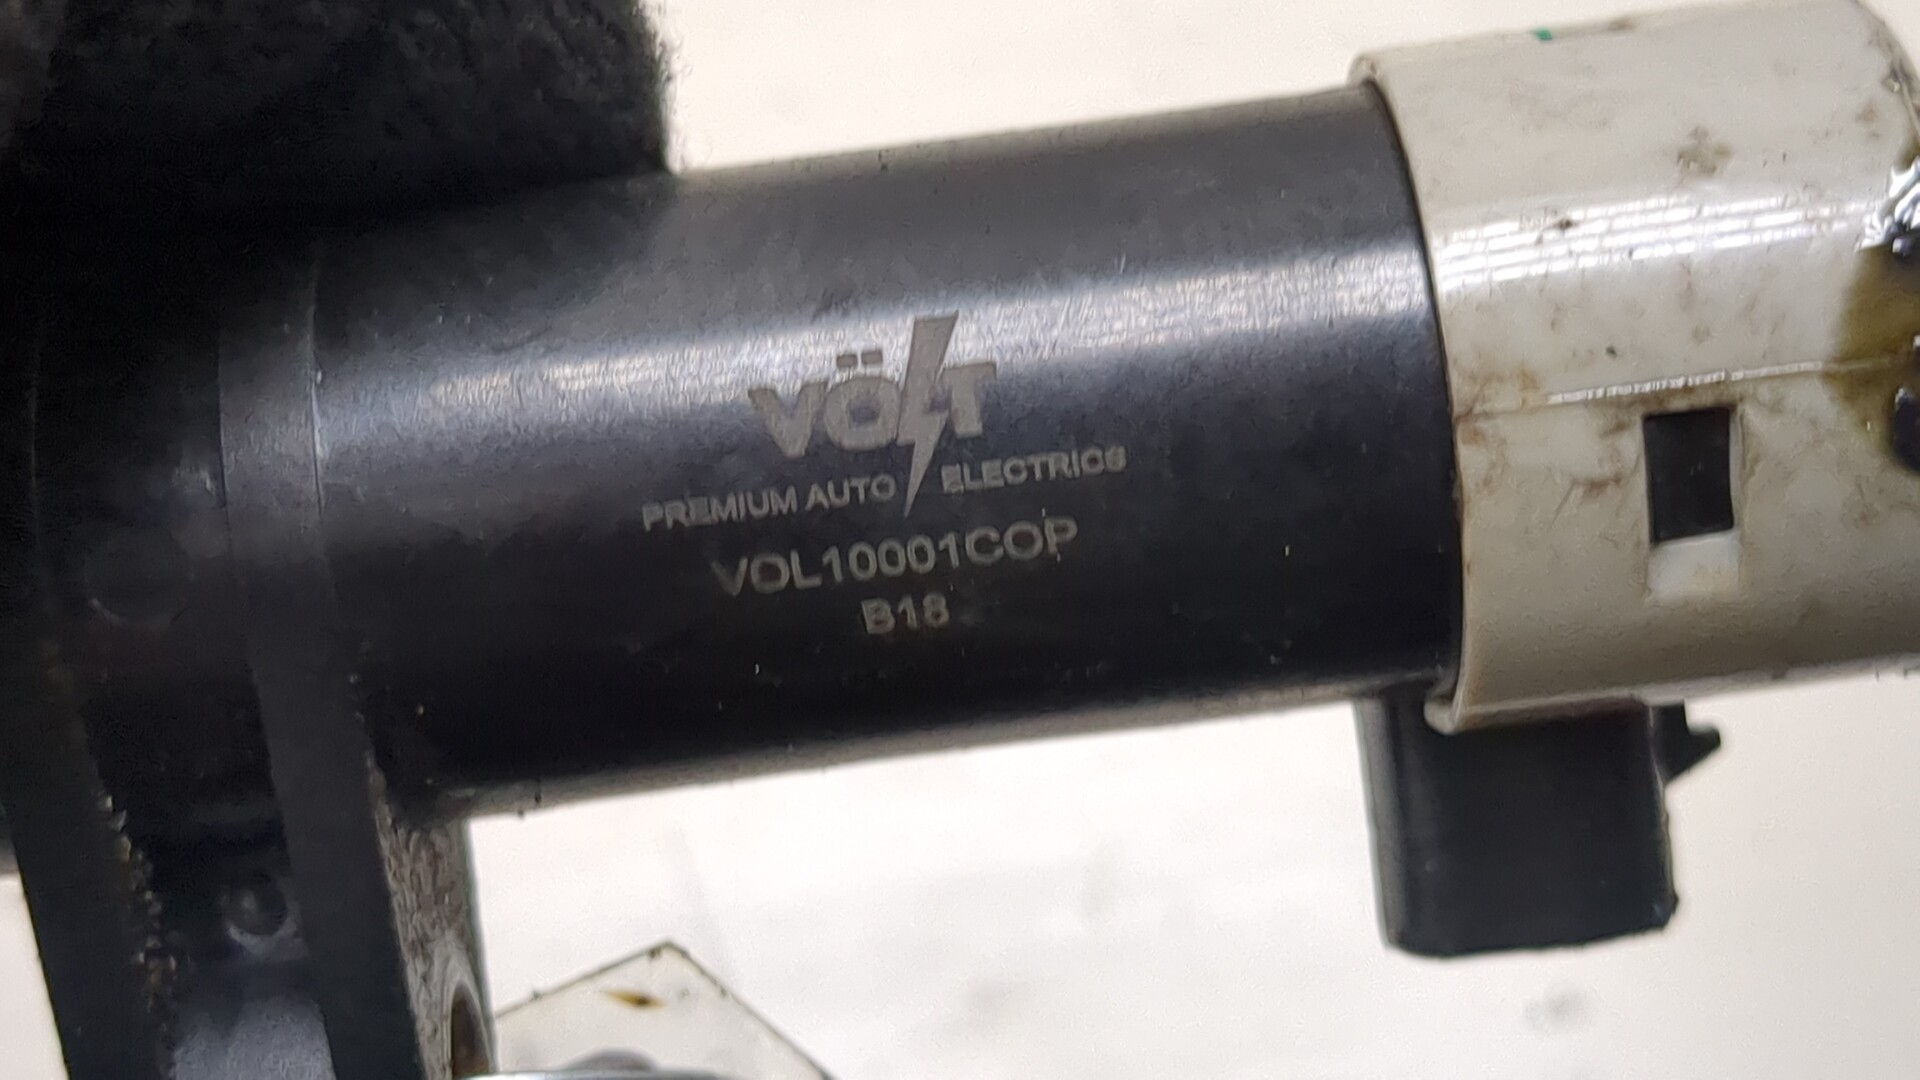 VÖLT
PREMIUM AUTO ELECTRICS
VOL10001COP
B18